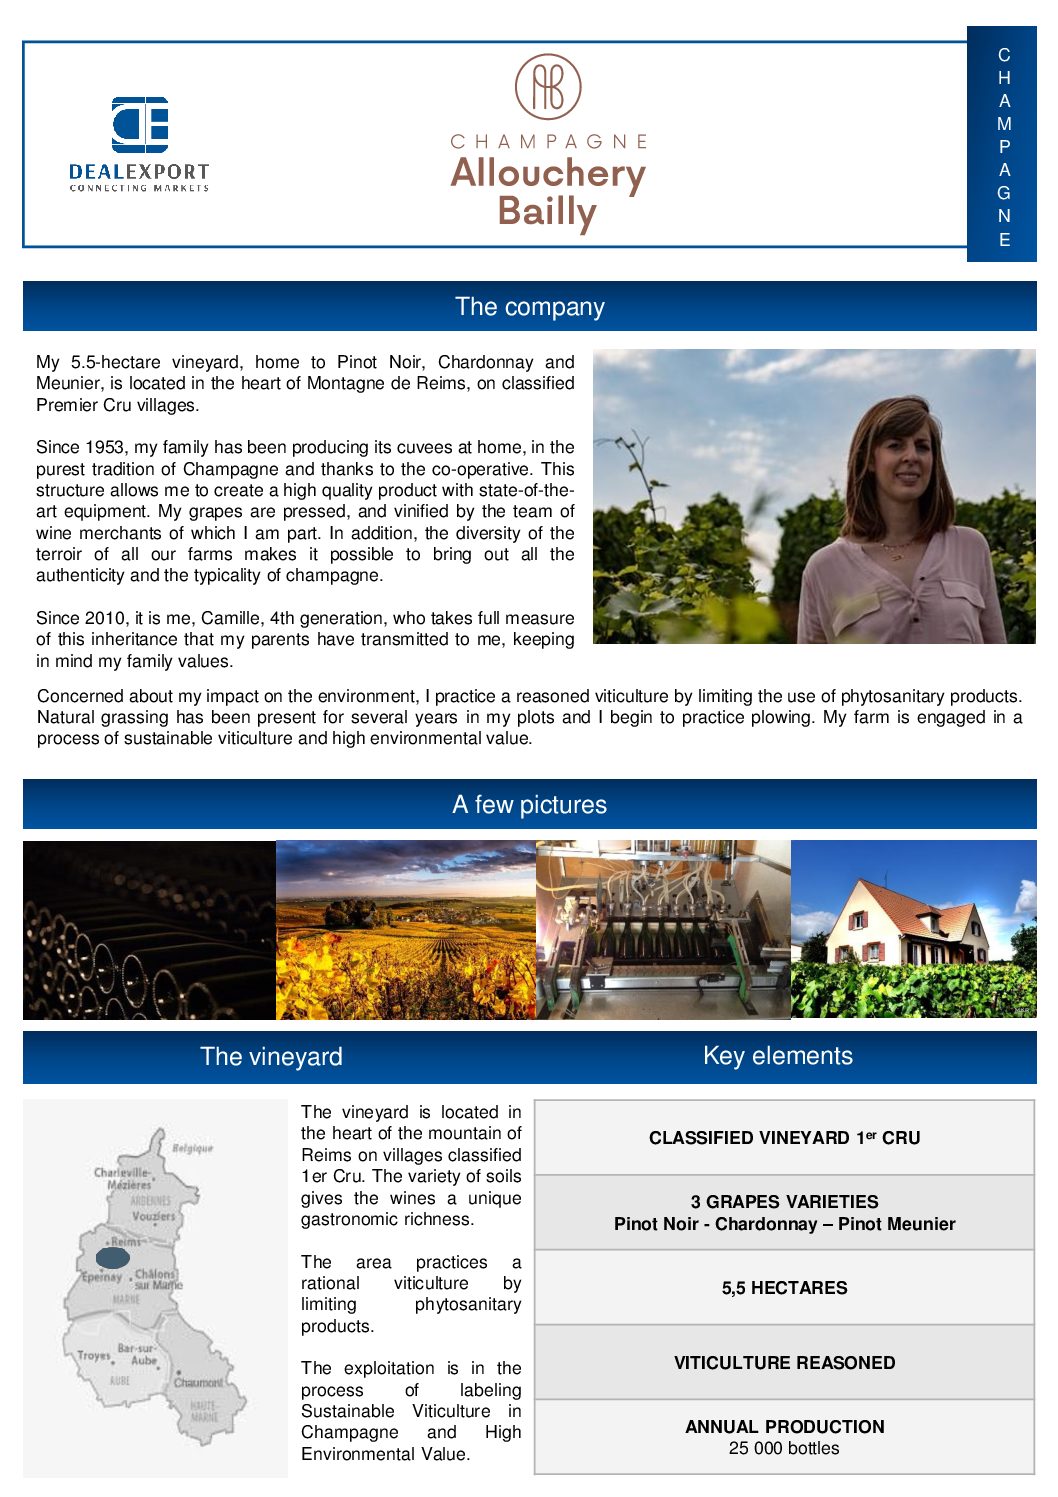 DEALEXPORT
CONNECTING MARKETS
AB
CHAMPAGNE
Allouchery
Bailly
CHAMPAGNE
The company
My 5.5-hectare vineyard, home to Pinot Noir, Chardonnay and
Meunier, is located in the heart of Montagne de Reims, on classified
Premier Cru villages.
Since 1953, my family has been producing its cuvees at home, in the
purest tradition of Champagne and thanks to the co-operative. This
structure allows me to create a high quality product with state-of-the-
art equipment. My grapes are pressed, and vinified by the team of
wine merchants of which I am part. In addition, the diversity of the
terroir of all our farms makes it possible to bring out all the
authenticity and the typicality of champagne.
Since 2010, it is me, Camille, 4th generation, who takes full measure
of this inheritance that my parents have transmitted to me, keeping
in mind my family values.
Concerned about my impact on the environment, I practice a reasoned viticulture by limiting the use of phytosanitary products.
Natural grassing has been present for several years in my plots and I begin to practice plowing. My farm is engaged in a
process of sustainable viticulture and high environmental value.
A few pictures
The vineyard
Key elements
Belgique
Charleville-
Mézières
ARDENNES
Vouziers
Reims
Epernay
Châlons
sur Marne
MARNE
Troyes
Bar-sur-
Aube
AUBE
Chaumont
HAUTE-
MARNE
The vineyard is located in
the heart of the mountain of
Reims on villages classified
1er Cru. The variety of soils
gives the wines a unique
gastronomic richness.
The area practices a
rational viticulture by
limiting phytosanitary
products.
The exploitation is in the
process of labeling
Sustainable Viticulture in
Champagne and High
Environmental Value.
CLASSIFIED VINEYARD 1er CRU
3 GRAPES VARIETIES
Pinot Noir - Chardonnay – Pinot Meunier
5,5 HECTARES
VITICULTURE REASONED
ANNUAL PRODUCTION
25 000 bottles